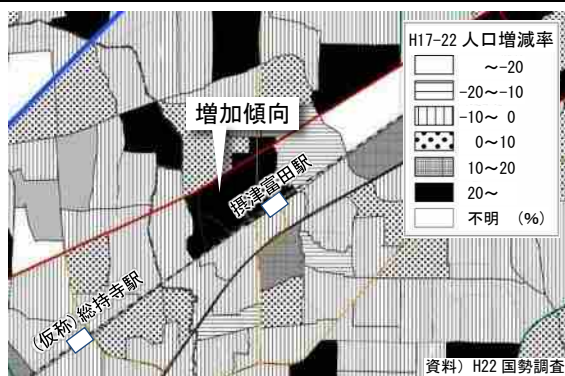 H17-22 人口増減率
～-20
-20～-10
-10～ 0
0～10
10～20
20～
不明 (%)
増加傾向
摂津富田駅
(仮称)総持寺駅
資料）H22 国勢調査